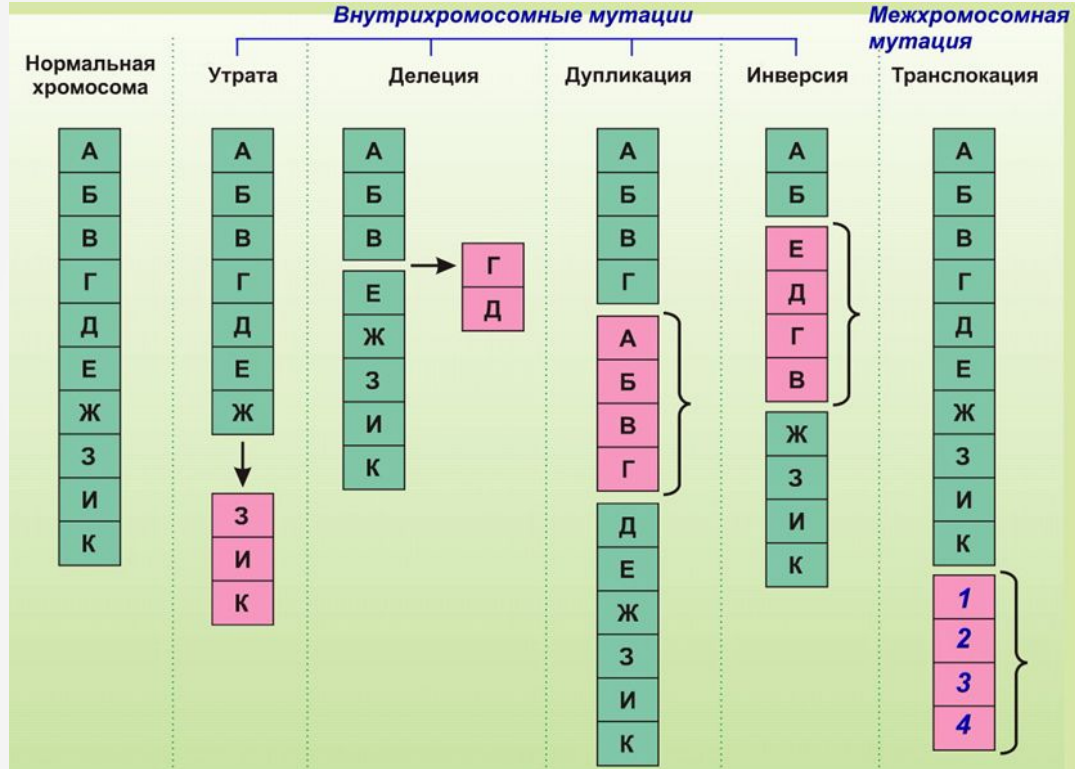 Внутрихромосомные мутации
Межхромосомная
мутация
Нормальная
хромосома
Утрата
Делеция
Дупликация
Инверсия
Транслокация
А
Б
В
Г
Д
Е
Ж
З
И
К
А
Б
В
Г
Д
Е
Ж
З
И
К
А
Б
В
Е
Ж
З
И
К
Г
Д
А
Б
В
Г
А
Б
В
Г
Д
Е
Ж
З
И
К
А
Б
Е
Д
Г
В
Ж
З
И
К
А
Б
В
Г
Д
Е
Ж
З
И
К
1
2
3
4